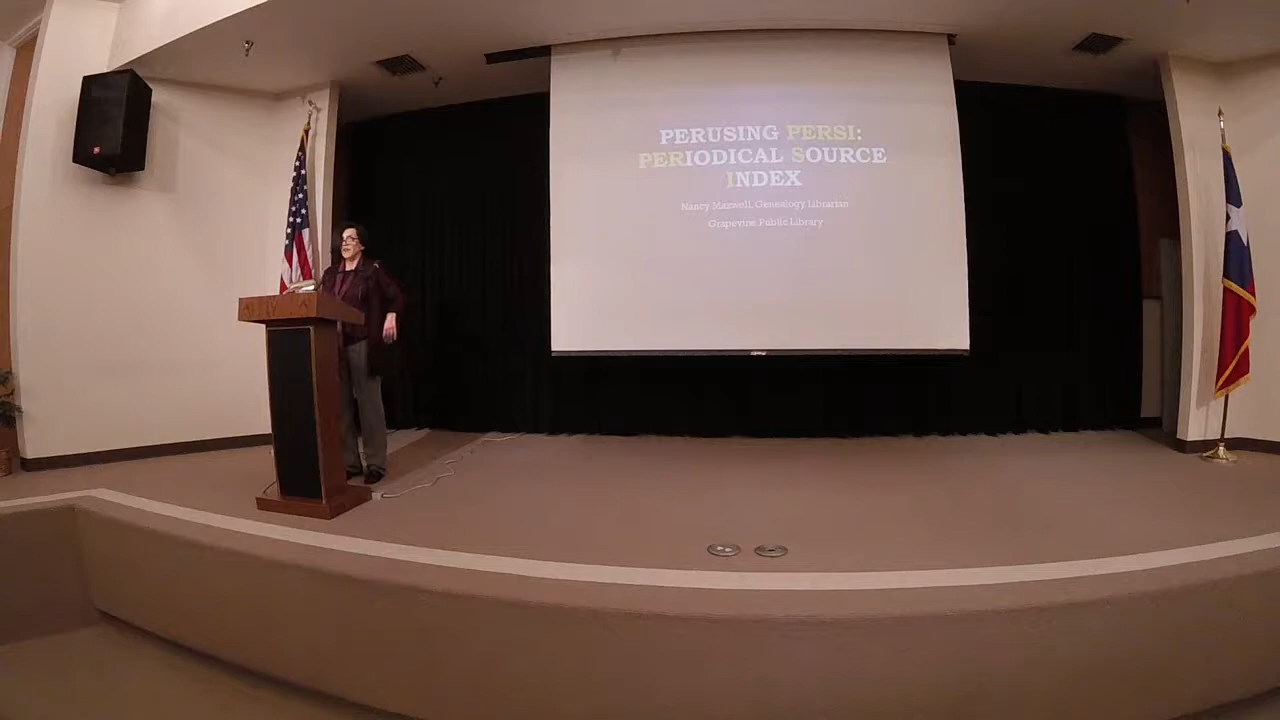 PERUSING PERSI:
PERIODICAL SOURCE
INDEX
Nancy Maxwell, Genealogy Librarian
Grapevine Public Library